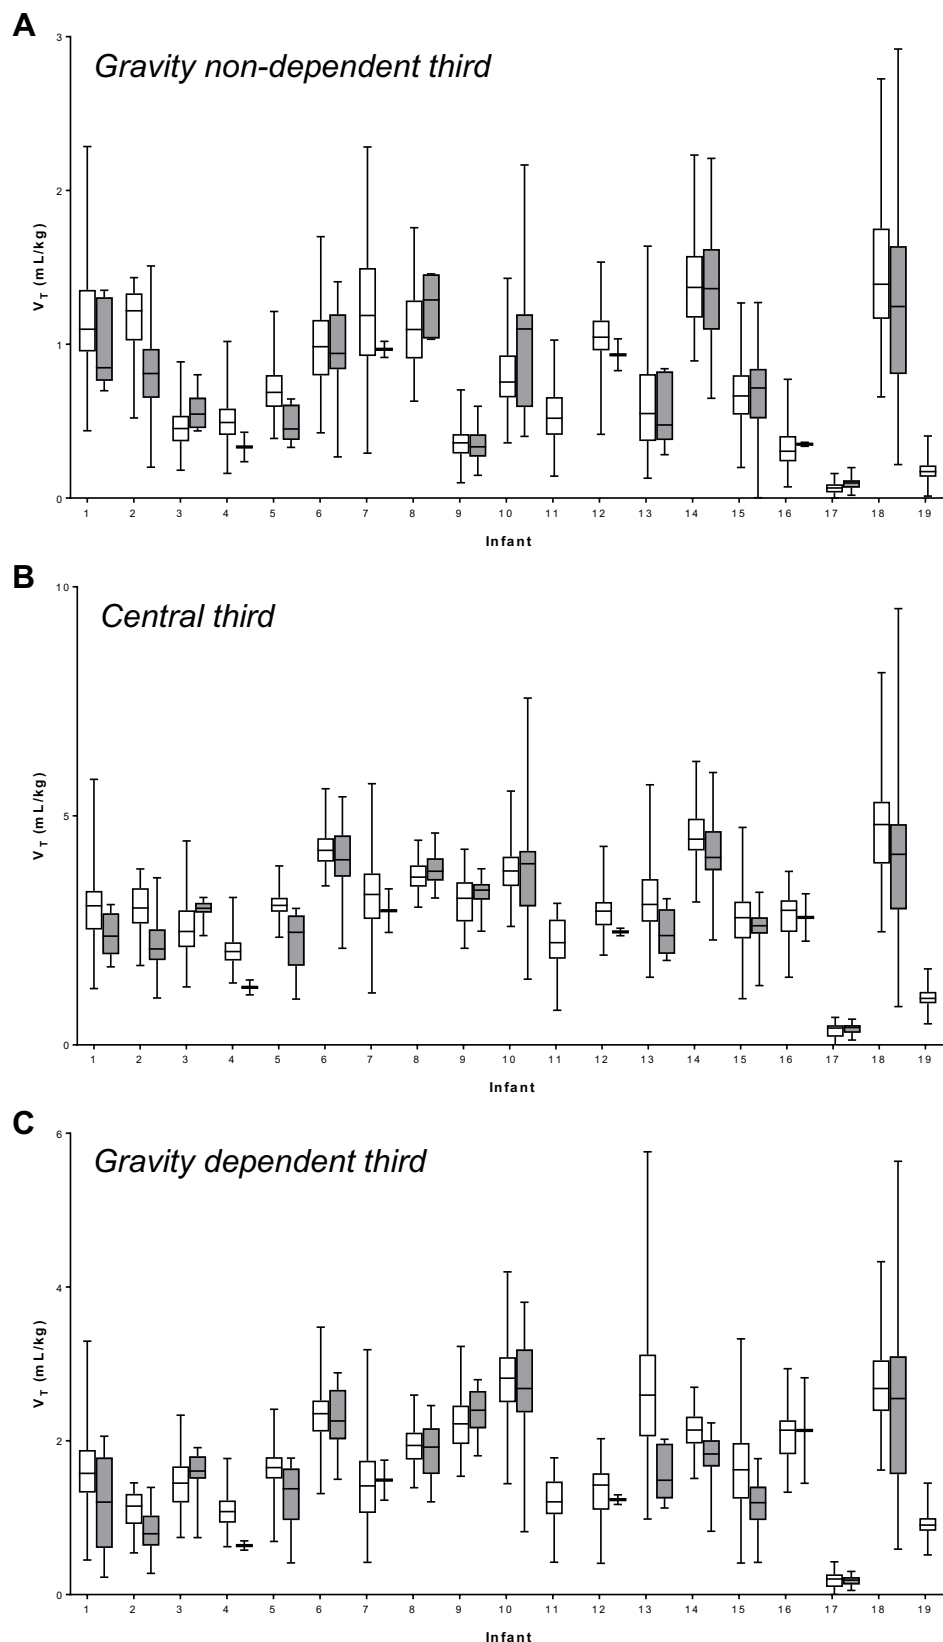 A
Gravity non-dependent third
3
2
1
0
V_T (mL/kg)
1 2 3 4 5 6 7 8 9 10 11 12 13 14 15 16 17 18 19
Infant
B
Central third
10
5
0
V_T (mL/kg)
1 2 3 4 5 6 7 8 9 10 11 12 13 14 15 16 17 18 19
Infant
C
Gravity dependent third
6
4
2
0
V_T (mL/kg)
1 2 3 4 5 6 7 8 9 10 11 12 13 14 15 16 17 18 19
Infant